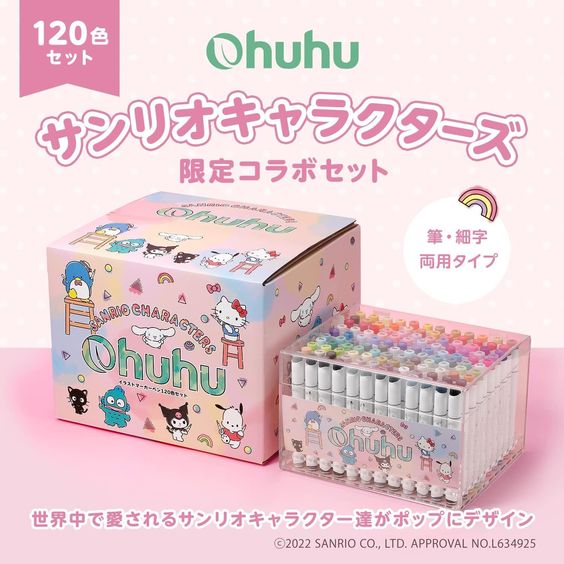 120色
セット
Ohuhu
サンリオキャラクターズ
限定コラボセット
筆・細字
両用タイプ
SANRIO CHARACTERS
Ohuhu
SANRIO CHARACTERS
Ohuhu
イラストマーカーペン120色セット
SANRIO CHARACTERS
Ohuhu
世界中で愛されるサンリオキャラクター達がポップにデザイン
©2022 SANRIO CO., LTD. APPROVAL NO.L634925